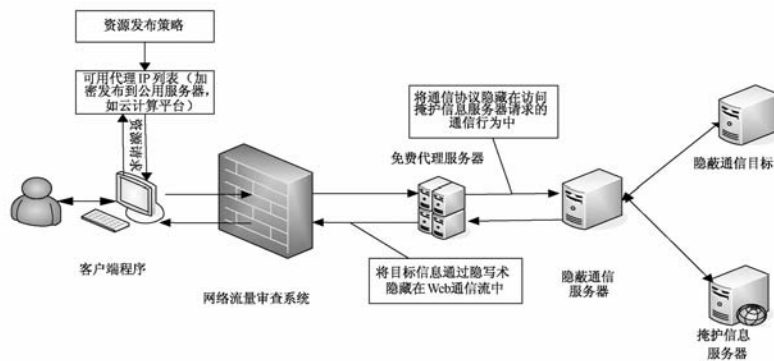 资源发布策略
可用代理IP列表（加
密发布到公用服务器，
如云计算平台）
资源请求
将通信协议隐藏在访问
掩护信息服务器请求的
通信行为中
免费代理服务器
隐蔽通信目标
客户端程序
网络流量审查系统
将目标信息通过隐写术
隐藏在Web通信流中
隐蔽通信
服务器
掩护信息
服务器